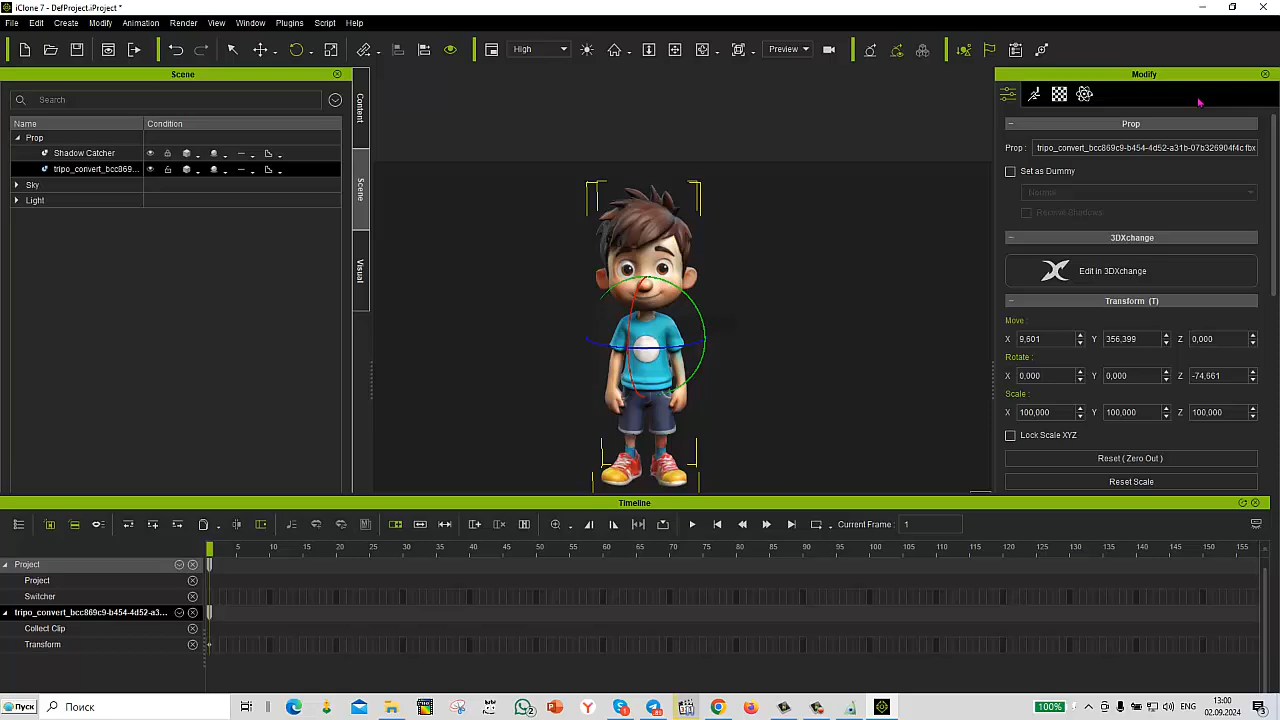 iClone 7 - DefProject.iProject *
File Edit Create Modify Animation Render View Window Plugins Script Help
High Preview
Scene
Search
Name Condition
Prop
Shadow Catcher
tripo_convert_bcc869...
Sky
Light
Content
Scene
Visual
Modify
Prop
Prop : tripo_convert_bcc869c9-b454-4d52-a31b-07b326904f4c fbx
Set as Dummy
Normal
Receive Shadows
3DXchange
Edit in 3DXchange
Transform (T)
Move :
X 9,601 Y 356,399 Z 0,000
Rotate :
X 0.000 Y 0,000 Z -74,661
Scale :
X 100,000 Y 100,000 Z 100,000
Lock Scale XYZ
Reset ( Zero Out )
Reset Scale
Timeline
Current Frame : 1
5 10 15 20 25 30 35 40 45 50 55 60 65 70 75 80 85 90 95 100 105 110 115 120 125 130 135 140 145 150 155
Project
Project
Switcher
tripo_convert_bcc869c9-b454-4d52-a3...
Collect Clip
Transform
Пуск Поиск 100% ENG 13:00
02.09.2024